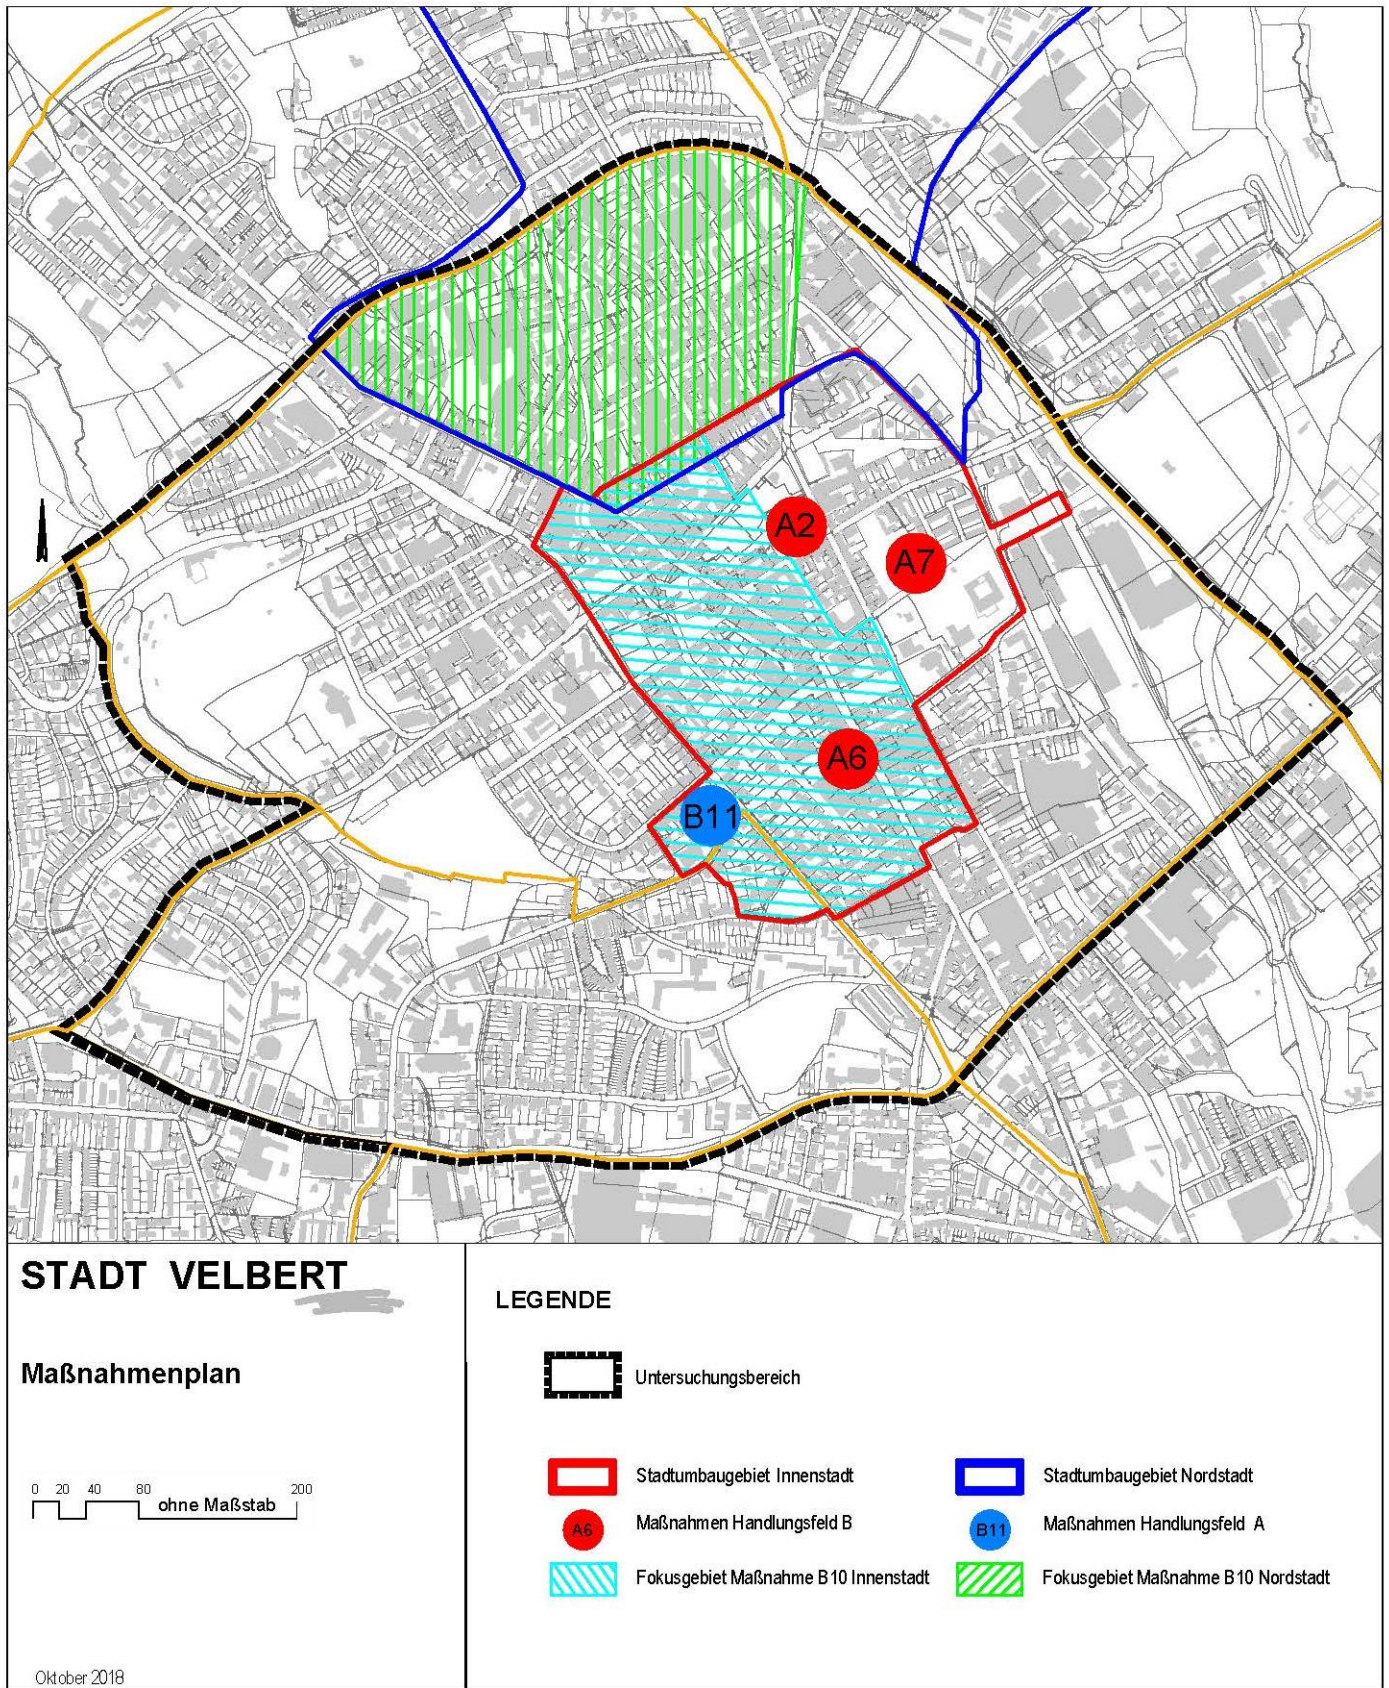 A2
A7
A6
B11
STADT VELBERT
Maßnahmenplan
0 20 40 80 200
ohne Maßstab
Oktober 2018
LEGENDE
Untersuchungsbereich
Stadtumbaugebiet Innenstadt
Stadtumbaugebiet Nordstadt
A6 Maßnahmen Handlungsfeld B
B11 Maßnahmen Handlungsfeld A
Fokusgebiet Maßnahme B10 Innenstadt
Fokusgebiet Maßnahme B10 Nordstadt